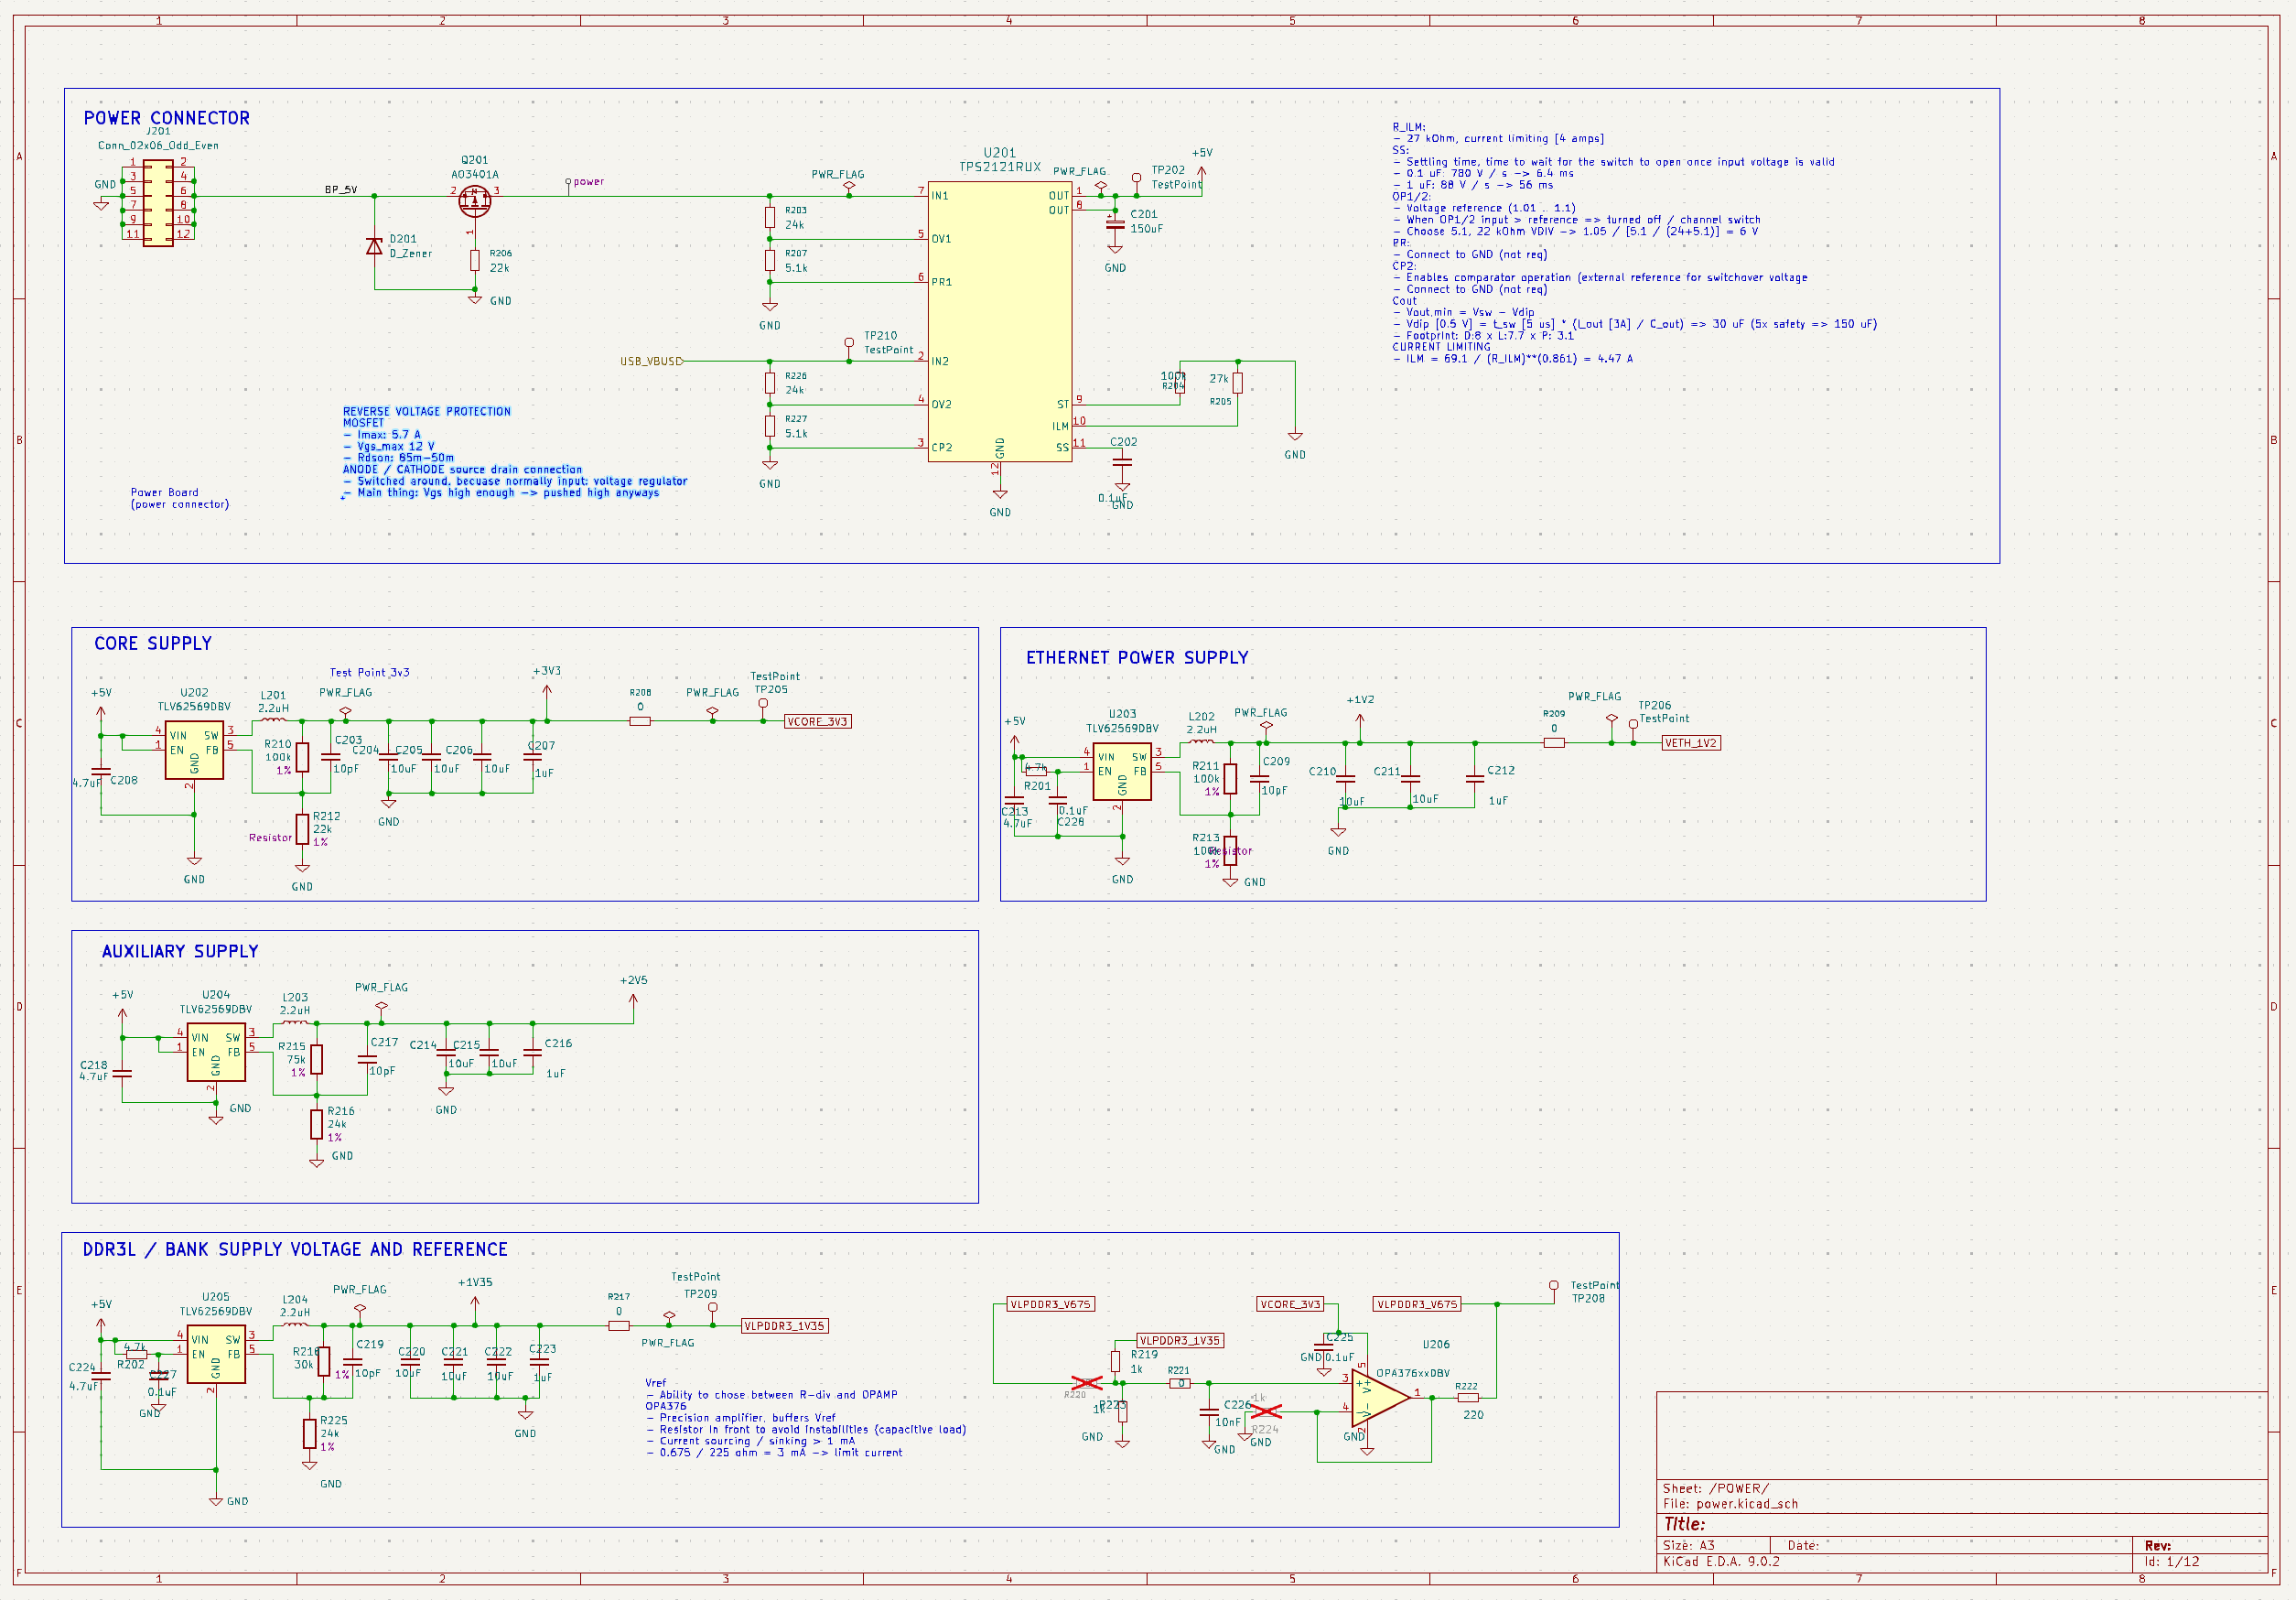 1 2 3 4 5 6 7 8
A
B
C
D
E
F
POWER CONNECTOR
J201
Conn_02x06_Odd_Even
1 2
3 4
5 6
7 8
9 10
11 12
GND
BP_5V
Q201
AO3401A
2 3
1
power
D201
D_Zener
R206
22k
GND
R203
24k
R207
5.1k
GND
PWR_FLAG
U201
TPS2121RUX
7 IN1
5 OV1
6 PR1
2 IN2
4 OV2
3 CP2
OUT 1
OUT 8
ST 9
ILM 10
SS 11
GND 12
GND
PWR_FLAG
TP202
TestPoint
+5V
C201
150uF
GND
TP210
TestPoint
USB_VBUS
R226
24k
R227
5.1k
GND
100k
R204
27k
R205
GND
C202
0.1uF
GND
R_ILM:
- 27 kOhm, current limiting [4 amps]
SS:
- Settling time, time to wait for the switch to open once input voltage is valid
- 0.1 uF: 780 V / s -> 6.4 ms
- 1 uF: 88 V / s -> 56 ms
OP1/2:
- Voltage reference (1.01 .. 1.1)
- When OP1/2 input > reference => turned off / channel switch
- Choose 5.1, 22 kOhm VDIV -> 1.05 / [5.1 / (24+5.1)] = 6 V
PR:
- Connect to GND (not req)
CP2:
- Enables comparator operation (external reference for switchover voltage
- Connect to GND (not req)
Cout
- Vout,min = Vsw - Vdip
- Vdip [0.5 V] = t_sw [5 us] * (I_out [3A] / C_out) => 30 uF (5x safety => 150 uF)
- Footprint: D:8 x L:7.7 x P: 3.1
CURRENT LIMITING
- ILM = 69.1 / (R_ILM)**(0.861) = 4.47 A
REVERSE VOLTAGE PROTECTION
MOSFET
- Imax: 5.7 A
- Vgs_max 12 V
- Rdson: 85m-50m
ANODE / CATHODE source drain connection
- Switched around, becuase normally input: voltage regulator
- Main thing: Vgs high enough -> pushed high anyways
Power Board
(power connector)
CORE SUPPLY
Test Point 3v3
+5V
U202
TLV62569DBV
4 VIN SW 3
1 EN FB 5
GND
2
4.7uF C208
GND
L201
2.2uH
PWR_FLAG
R210
100k
1%
C203
10pF
C204
10uF
C205
10uF
C206
10uF
C207
1uF
+3V3
R208
0
PWR_FLAG
TestPoint
TP205
VCORE_3V3
Resistor
R212
22k
1%
GND
GND
ETHERNET POWER SUPPLY
+5V
U203
TLV62569DBV
4 VIN SW 3
1 EN FB 5
GND
2
4.7k
R201
C213
4.7uF
0.1uF
C228
GND
L202
2.2uH
PWR_FLAG
R211
100k
1%
C209
10pF
+1V2
C210
10uF
C211
10uF
C212
1uF
GND
R209
0
PWR_FLAG
TP206
TestPoint
VETH_1V2
R213
100k
Resistor
1%
GND
AUXILIARY SUPPLY
+5V
U204
TLV62569DBV
4 VIN SW 3
1 EN FB 5
GND
2
C218
4.7uF
GND
L203
2.2uH
PWR_FLAG
R215
75k
1%
C217
10pF
C214
10uF
C215
10uF
C216
1uF
GND
+2V5
R216
24k
1%
GND
DDR3L / BANK SUPPLY VOLTAGE AND REFERENCE
+5V
U205
TLV62569DBV
4 VIN SW 3
1 EN FB 5
GND
2
4.7k
R202
C224
4.7uF
C227
0.1uF
GND
GND
L204
2.2uH
PWR_FLAG
R218
30k
1%
C219
10pF
C220
10uF
C221
10uF
C222
10uF
C223
1uF
+1V35
GND
R217
0
PWR_FLAG
TestPoint
TP209
VLPDDR3_1V35
R225
24k
1%
GND
Vref
- Ability to chose between R-div and OPAMP
OPA376
- Precision amplifier, buffers Vref
- Resistor in front to avoid instabilities (capacitive load)
- Current sourcing / sinking > 1 mA
- 0.675 / 225 ohm = 3 mA -> limit current
VLPDDR3_V675
VLPDDR3_1V35
R219
1k
R220
R221
0
R223
1k
GND
C226
10nF
GND
1k
R224
GND
VCORE_3V3
C225
0.1uF
GND
VLPDDR3_V675
U206
OPA376xxDBV
3 +
4 -
5 V+
2 V-
1
GND
R222
220
TestPoint
TP208
Sheet: /POWER/
File: power.kicad_sch
Title:
Size: A3 Date: Rev:
KiCad E.D.A. 9.0.2 Id: 1/12
1 2 3 4 5 6 7 8